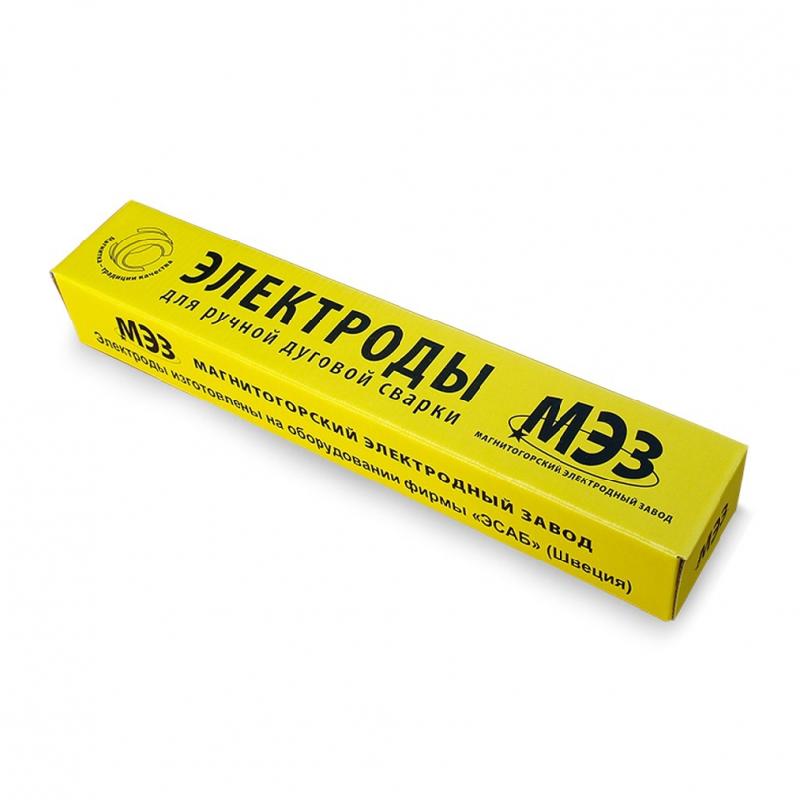 Магнитка – традиции качества
ЭЛЕКТРОДЫ
для ручной дуговой сварки
МЭЗ
МАГНИТОГОРСКИЙ ЭЛЕКТРОДНЫЙ ЗАВОД
МЭЗ МАГНИТОГОРСКИЙ ЭЛЕКТРОДНЫЙ ЗАВОД
Электроды изготовлены на оборудовании фирмы «ЭСАБ» (Швеция)
МЭЗ